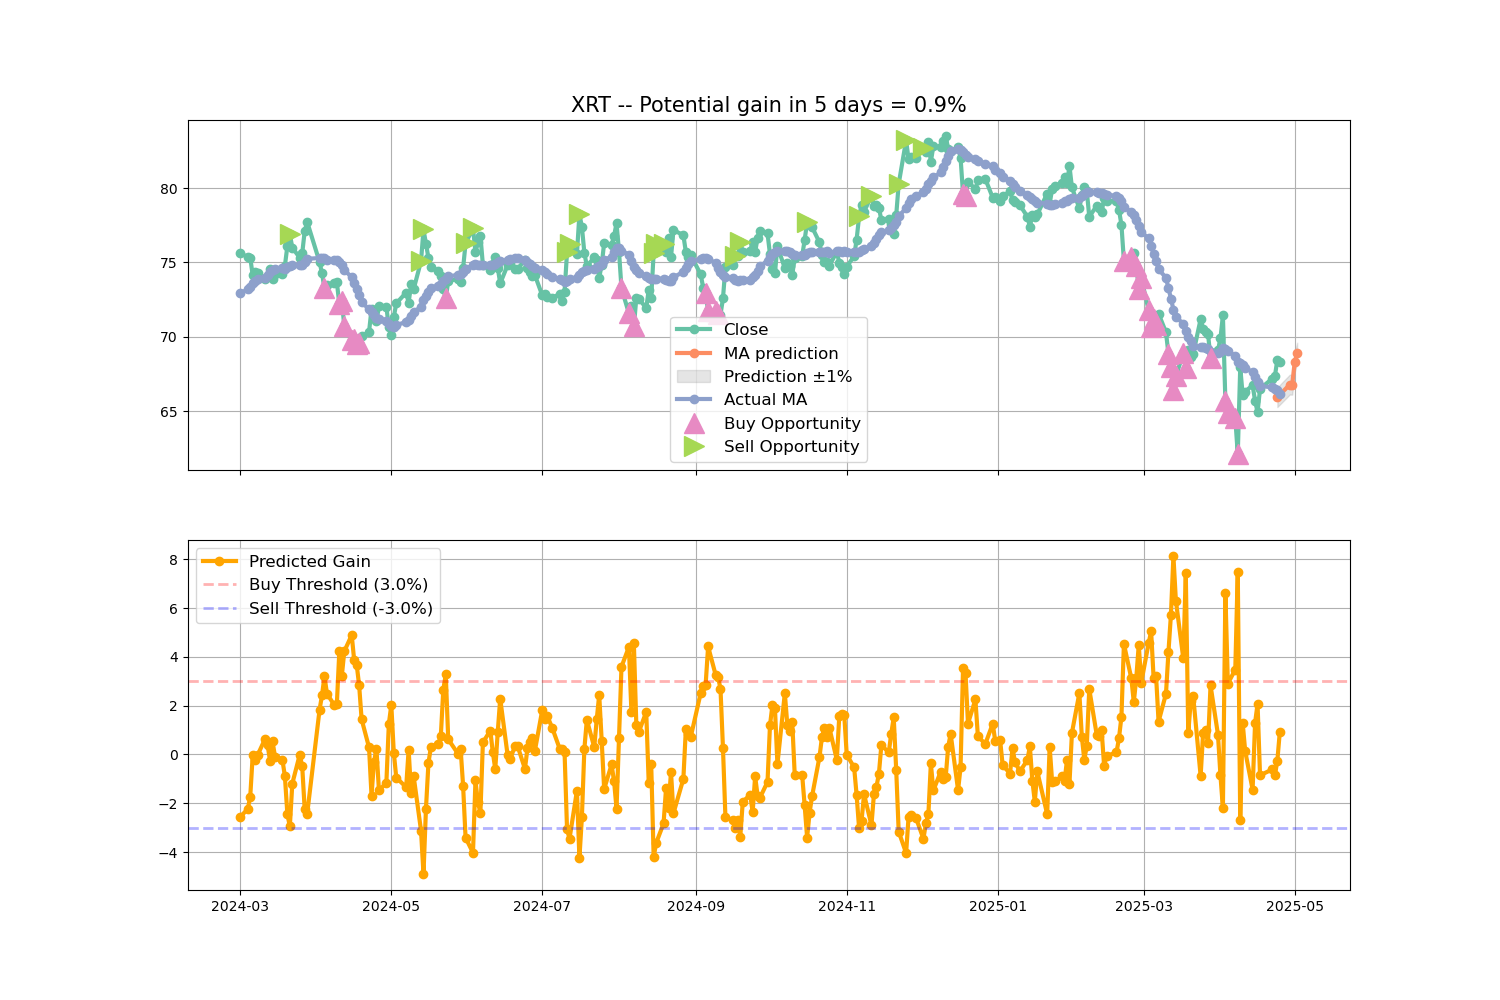 XRT -- Potential gain in 5 days = 0.9%
80
75
70
65
Close
MA prediction
Prediction ±1%
Actual MA
Buy Opportunity
Sell Opportunity
8
6
4
2
0
−2
−4
Predicted Gain
Buy Threshold (3.0%)
Sell Threshold (-3.0%)
2024-03 2024-05 2024-07 2024-09 2024-11 2025-01 2025-03 2025-05